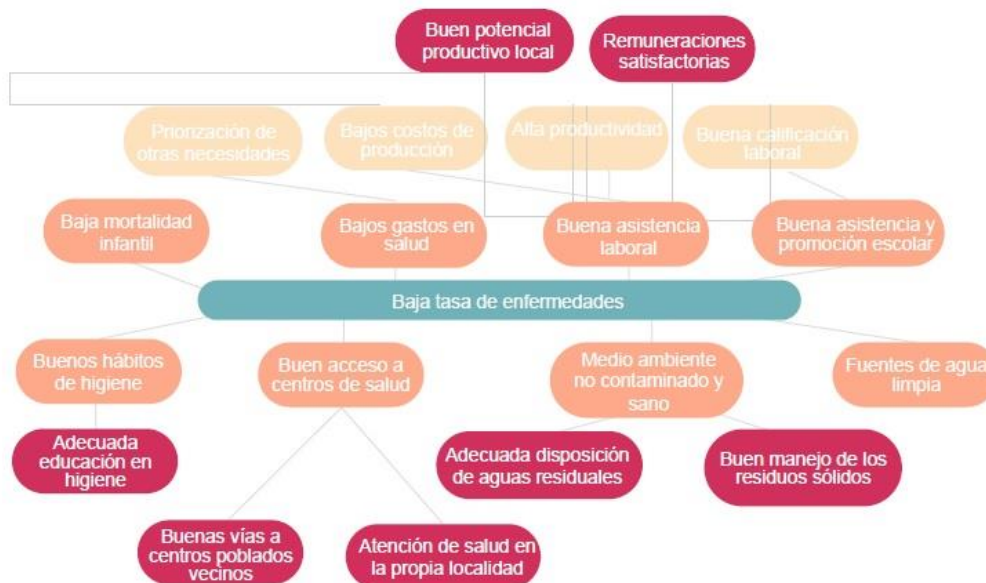 Buen potencial
productivo local
Remuneraciones
satisfactorias
Priorización de
otras necesidades
Bajos costos de
producción
Alta productividad
Buena calificación
laboral
Baja mortalidad
infantil
Bajos gastos en
salud
Buena asistencia
laboral
Buena asistencia y
promoción escolar
Baja tasa de enfermedades
Buenos hábitos
de higiene
Buen acceso a
centros de salud
Medio ambiente
no contaminado y
sano
Fuentes de agua
limpia
Adecuada
educación en
higiene
Adecuada disposición
de aguas residuales
Buen manejo de los
residuos sólidos
Buenas vías a
centros poblados
vecinos
Atención de salud en
la propia localidad